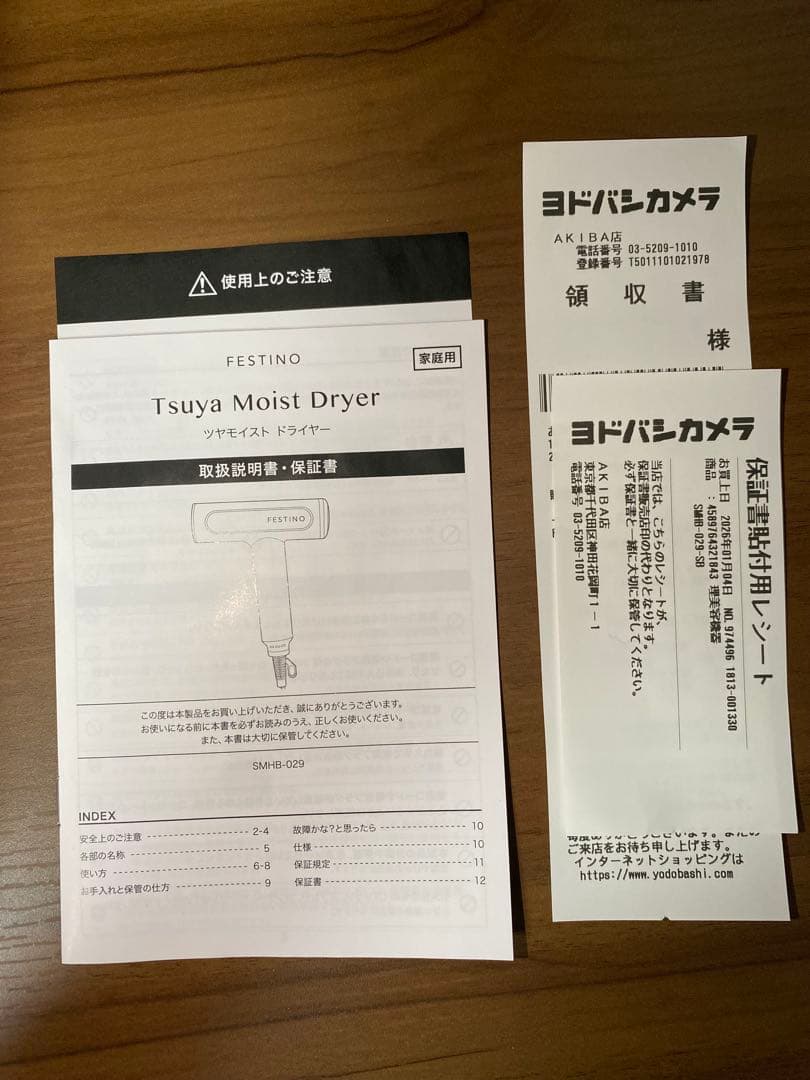 使用上のご注意
FESTINO
家庭用
Tsuya Moist Dryer
ツヤモイスト ドライヤー
取扱説明書・保証書
FESTINO
この度は本製品をお買い上げいただき、誠にありがとうございます。
お使いになる前に本書を必ずお読みのうえ、正しくお使いください。
また、本書は大切に保管してください。
SMHB-029
INDEX
安全上のご注意 2-4
各部の名称 5
使い方 6-8
お手入れと保管の仕方 9
故障かな?と思ったら 10
仕様 10
保証規定 11
保証書 12
ヨドバシカメラ
AKIBA店
電話番号 03-5209-1010
登録番号 T5011101021978
領収書
様
ヨドバシカメラ
保証書貼付用レシート
お買上日 2026年01月04日 NO.974496 1813-001330
商品 :4589764321843 理美容機器
SMHB-029-SB
当店では、こちらのレシートが、
保証書販売店印の代わりとなります。
必ず保証書と一緒に大切に保管してください。
AKIBA店
東京都千代田区神田花岡町1-1
電話番号 03-5209-1010
ご来店をお待ち申し上げます。
インターネットショッピングは
https://www.yodobashi.com